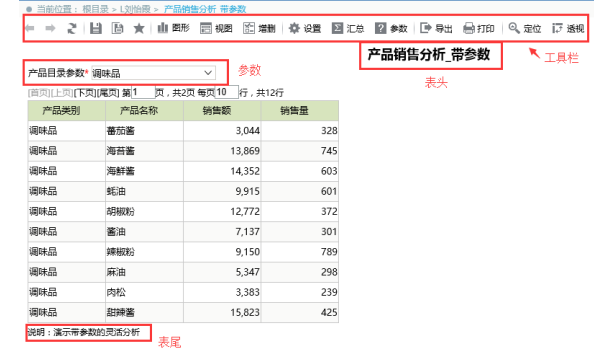 当前位置： 根目录 > L刘怡霞 > 产品销售分析_带参数
图形 视图 增删 设置 汇总 参数 导出 打印 定位 透视
产品销售分析_带参数
工具栏
产品目录参数* 调味品
参数
表头
[首页][上页][下页][尾页] 第1 页，共2页 每页10 行，共12行
产品类别 产品名称 销售额 销售量
调味品 蕃茄酱 3,044 328
调味品 海苔酱 13,869 745
调味品 海鲜酱 14,352 603
调味品 蚝油 9,915 601
调味品 胡椒粉 12,772 372
调味品 酱油 7,137 301
调味品 辣椒粉 9,150 789
调味品 麻油 5,347 298
调味品 肉松 3,383 239
调味品 甜辣酱 15,823 425
说明：演示带参数的灵活分析
表尾